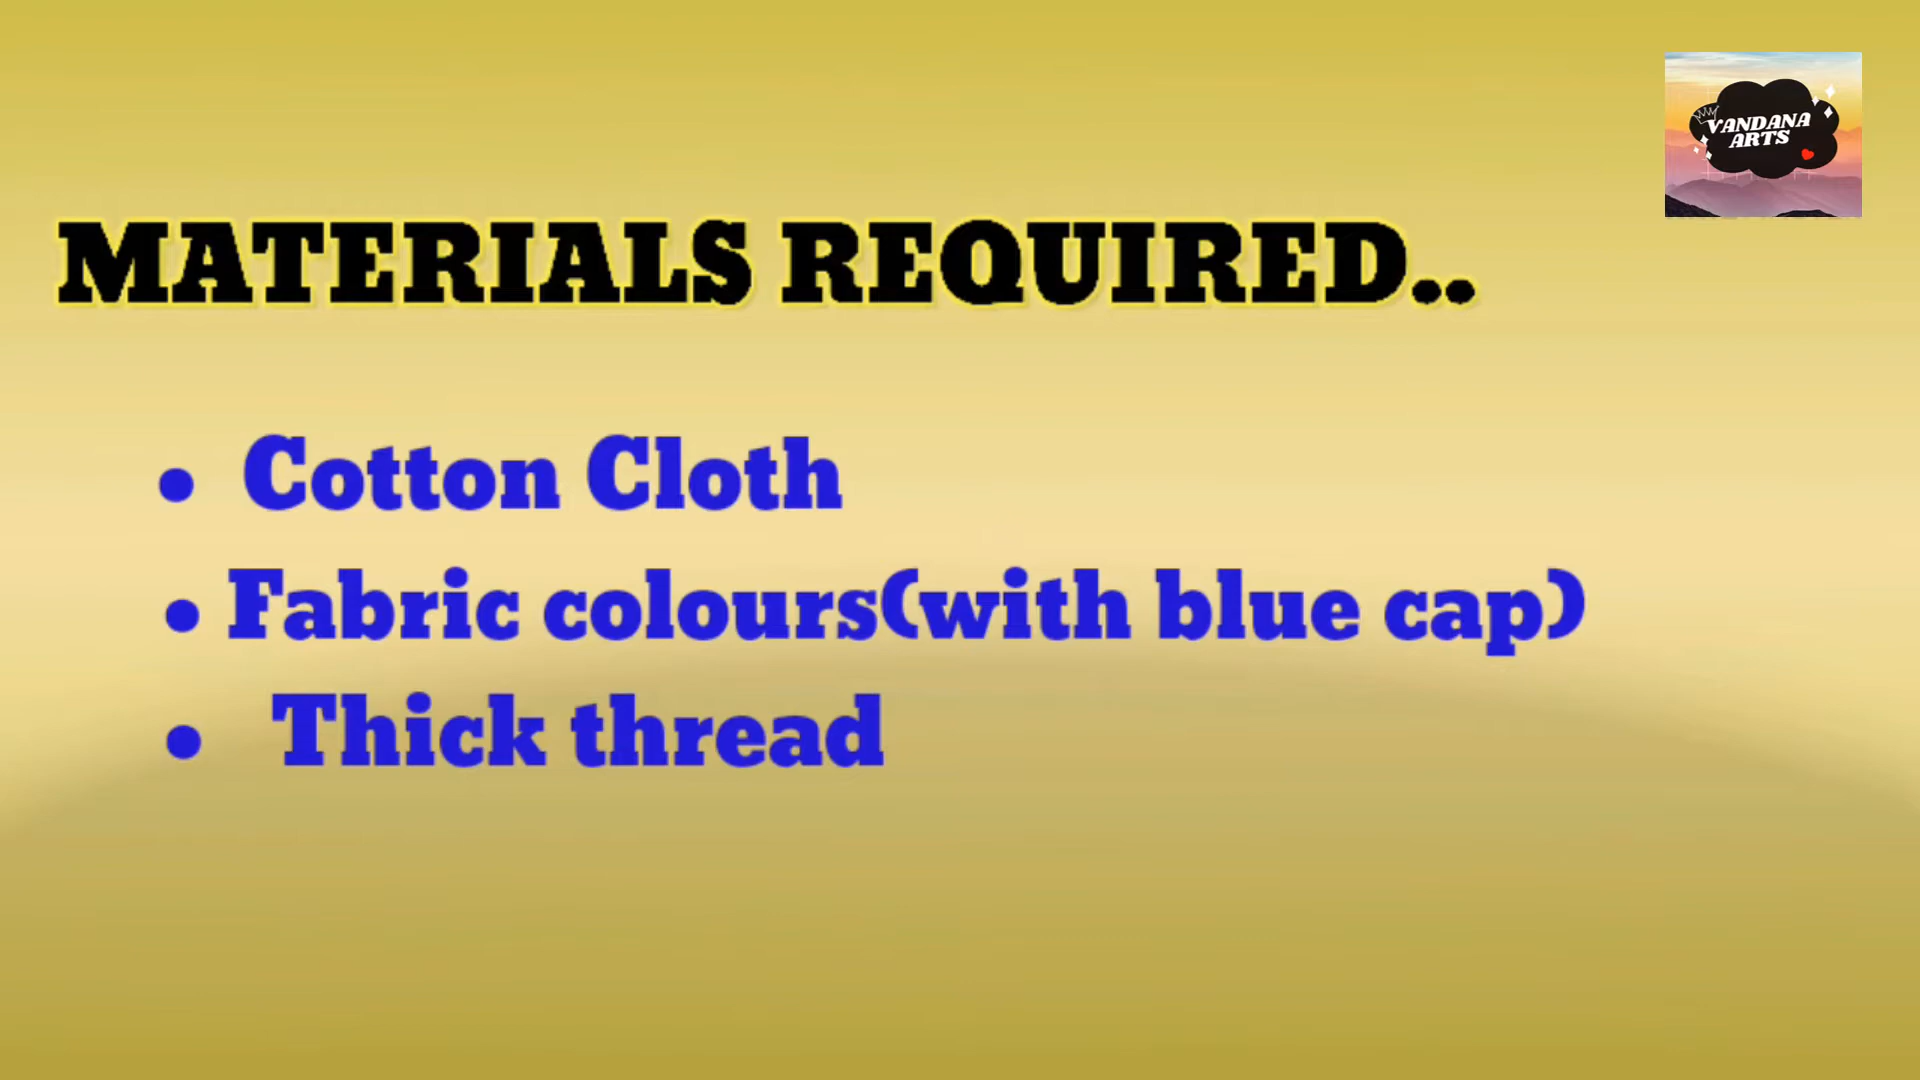 VANDANA
ARTS
MATERIALS REQUIRED..
• Cotton Cloth
• Fabric colours(with blue cap)
• Thick thread